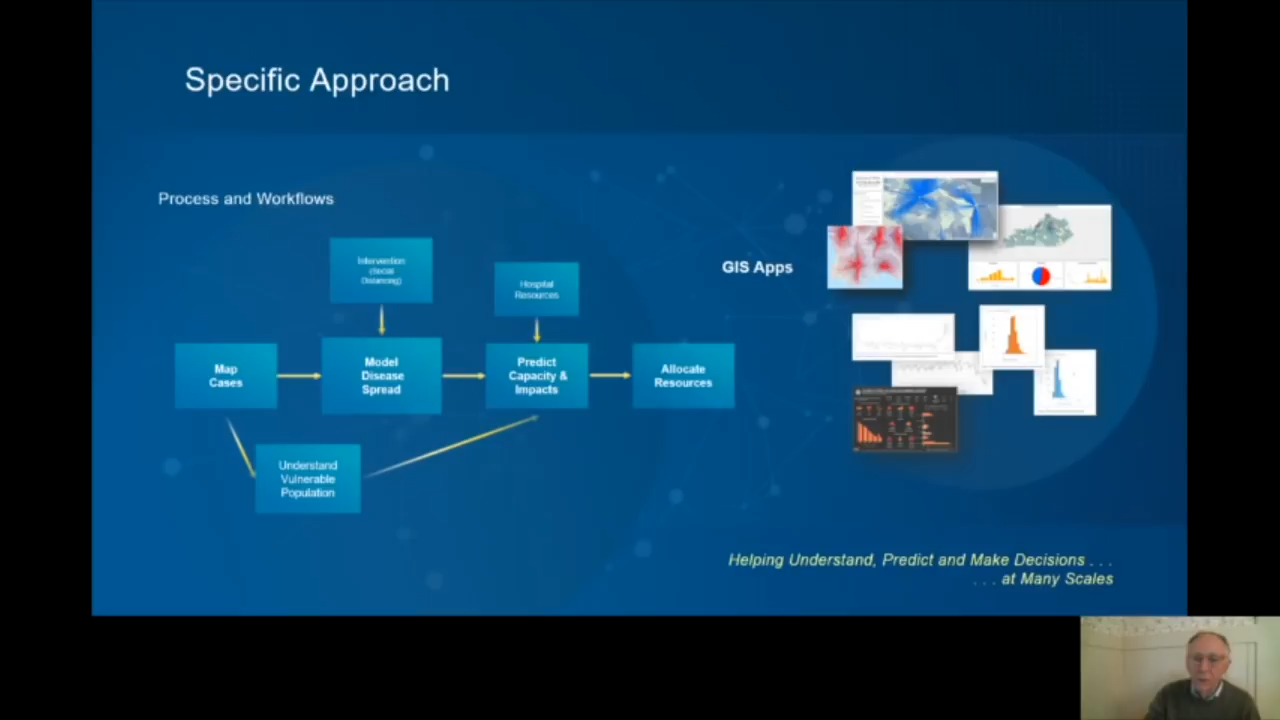 Specific Approach
Process and Workflows
Intervention
(Social
Distancing)
Hospital
Resources
GIS Apps
Map
Cases
Model
Disease
Spread
Predict
Capacity &
Impacts
Allocate
Resources
Understand
Vulnerable
Population
Helping Understand, Predict and Make Decisions . . .
. . . at Many Scales